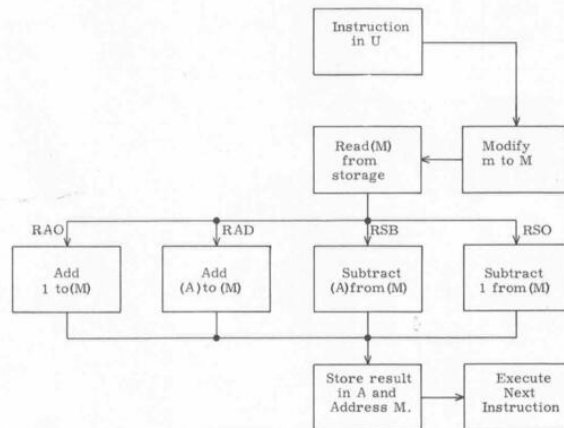 Instruction
in U
Read(M)
from
storage
Modify
m to M
RAO
RAD
RSB
RSO
Add
1 to(M)
Add
(A)to(M)
Subtract
(A)from(M)
Subtract
1 from(M)
Store result
in A and
Address M.
Execute
Next
Instruction